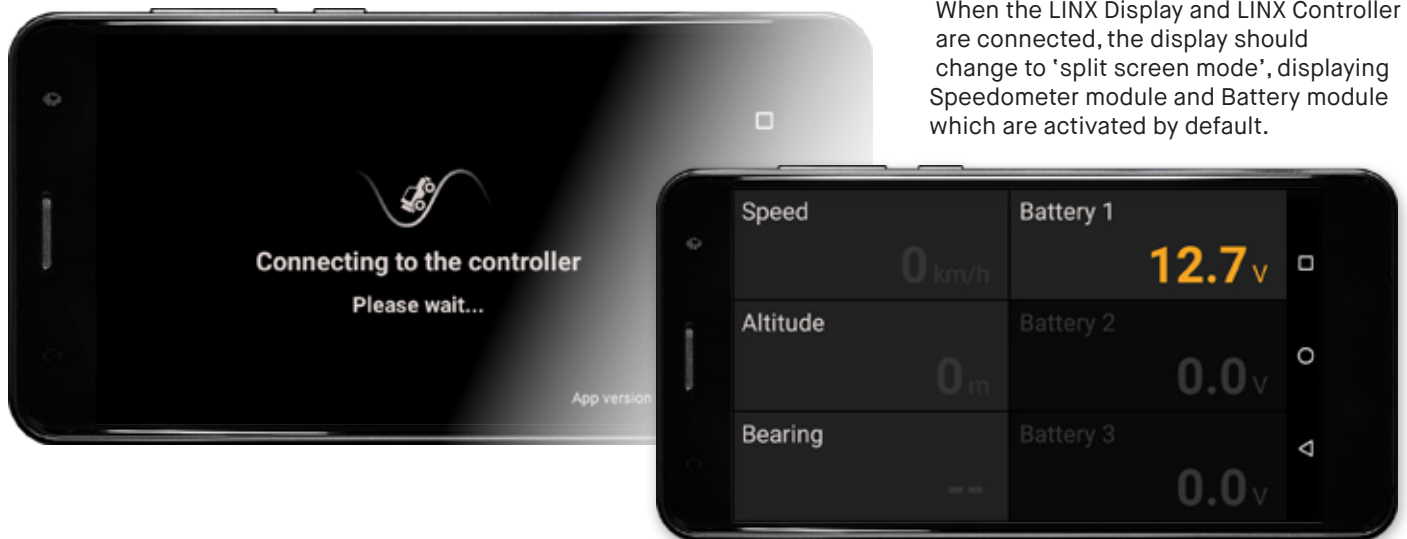 When the LINX Display and LINX Controller
are connected, the display should
change to ‘split screen mode’, displaying
Speedometer module and Battery module
which are activated by default.
Connecting to the controller
Please wait...
App version
Speed
0 km/h
Battery 1
12.7 V
Altitude
0 m
Battery 2
0.0 V
Bearing
--
Battery 3
0.0 V